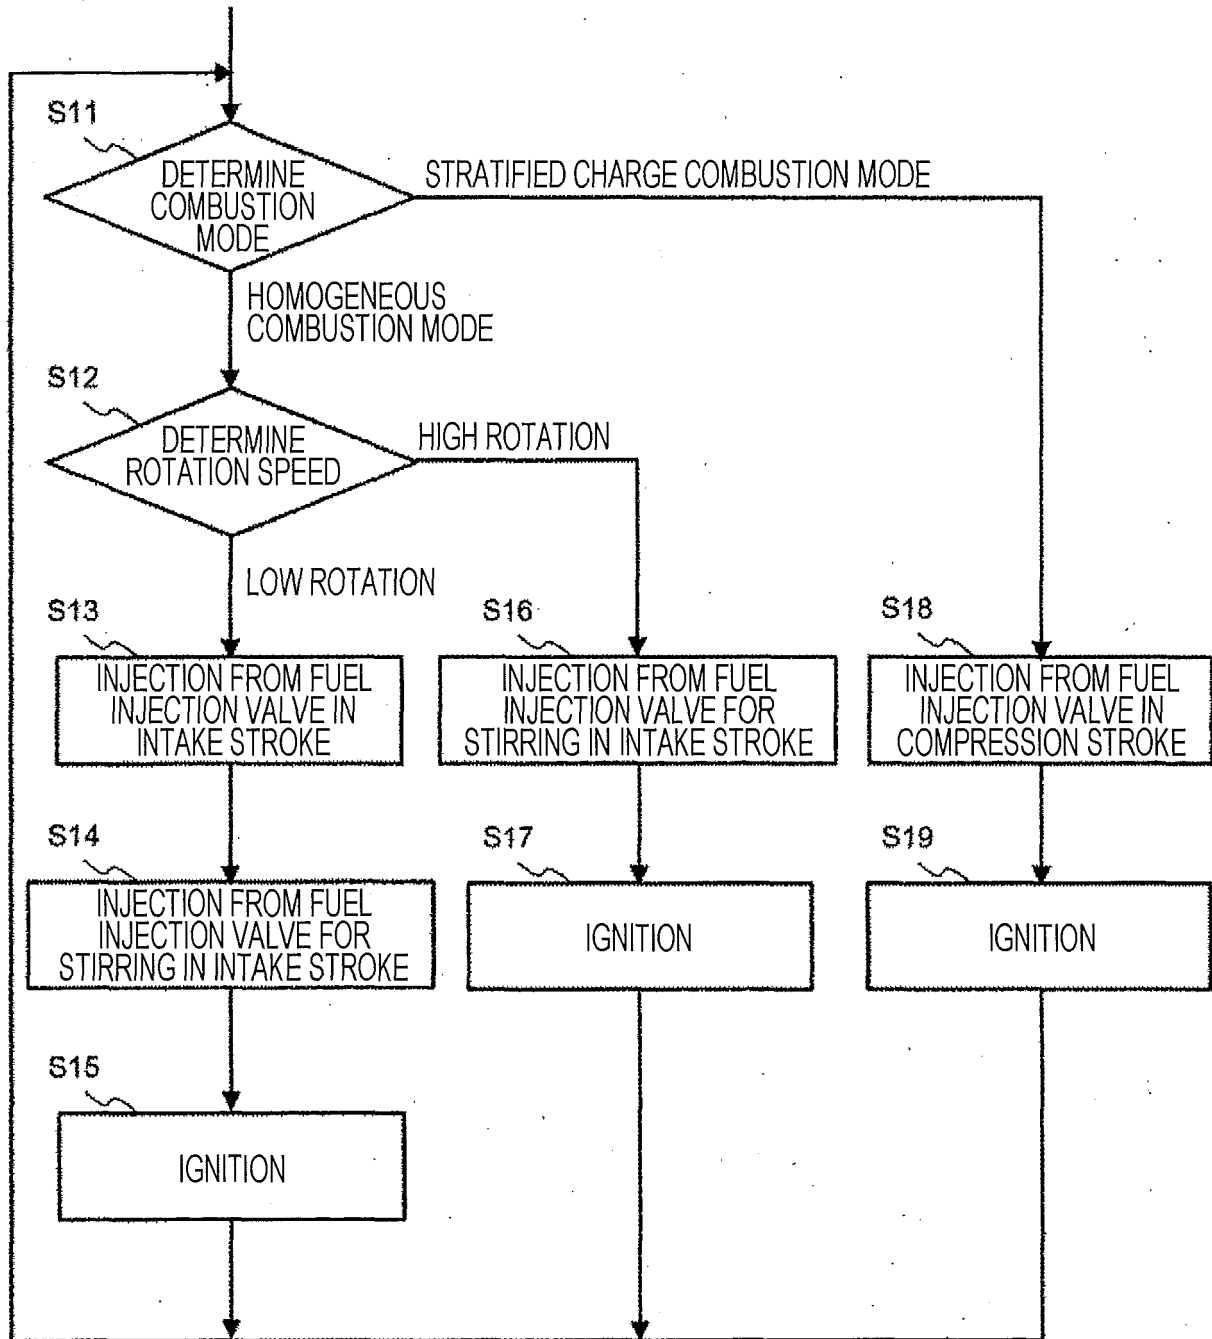 S11
DETERMINE
COMBUSTION
MODE
STRATIFIED CHARGE COMBUSTION MODE
HOMOGENEOUS
COMBUSTION MODE
S12
DETERMINE
ROTATION SPEED
HIGH ROTATION
LOW ROTATION
S13
INJECTION FROM FUEL
INJECTION VALVE IN
INTAKE STROKE
S16
INJECTION FROM FUEL
INJECTION VALVE FOR
STIRRING IN INTAKE STROKE
S18
INJECTION FROM FUEL
INJECTION VALVE IN
COMPRESSION STROKE
S14
INJECTION FROM FUEL
INJECTION VALVE FOR
STIRRING IN INTAKE STROKE
S17
IGNITION
S19
IGNITION
S15
IGNITION